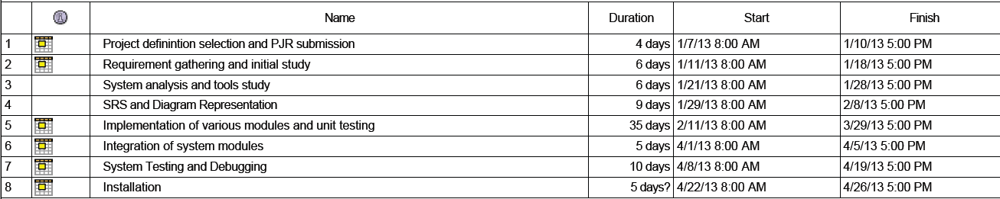 Name Duration Start Finish
1 Project definintion selection and PJR submission 4 days 1/7/13 8:00 AM 1/10/13 5:00 PM
2 Requirement gathering and initial study 6 days 1/11/13 8:00 AM 1/18/13 5:00 PM
3 System analysis and tools study 6 days 1/21/13 8:00 AM 1/28/13 5:00 PM
4 SRS and Diagram Representation 9 days 1/29/13 8:00 AM 2/8/13 5:00 PM
5 Implementation of various modules and unit testing 35 days 2/11/13 8:00 AM 3/29/13 5:00 PM
6 Integration of system modules 5 days 4/1/13 8:00 AM 4/5/13 5:00 PM
7 System Testing and Debugging 10 days 4/8/13 8:00 AM 4/19/13 5:00 PM
8 Installation 5 days? 4/22/13 8:00 AM 4/26/13 5:00 PM